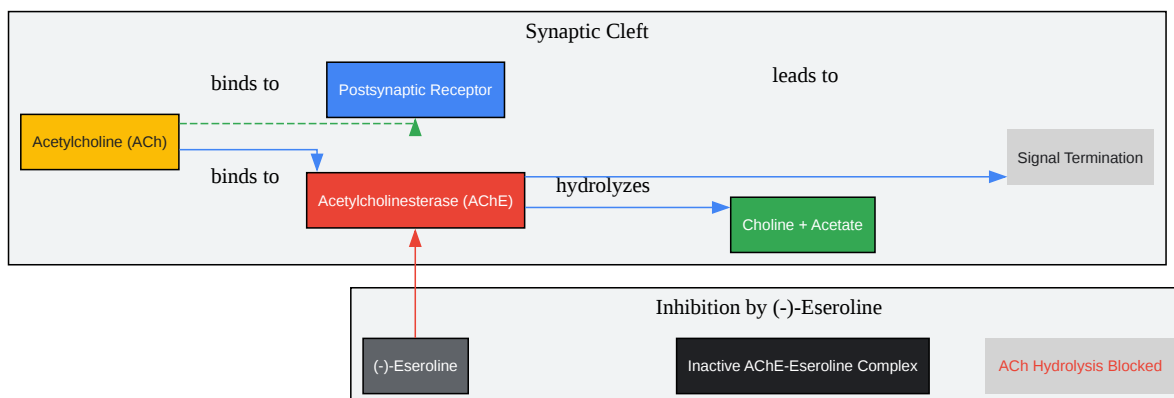 Synaptic Cleft
binds to
Postsynaptic Receptor
leads to
Acetylcholine (ACh)
Signal Termination
binds to
Acetylcholinesterase (AChE)
hydrolyzes
Choline + Acetate
Inhibition by (-)-Eseroline
(-)-Eseroline
Inactive AChE-Eseroline Complex
ACh Hydrolysis Blocked